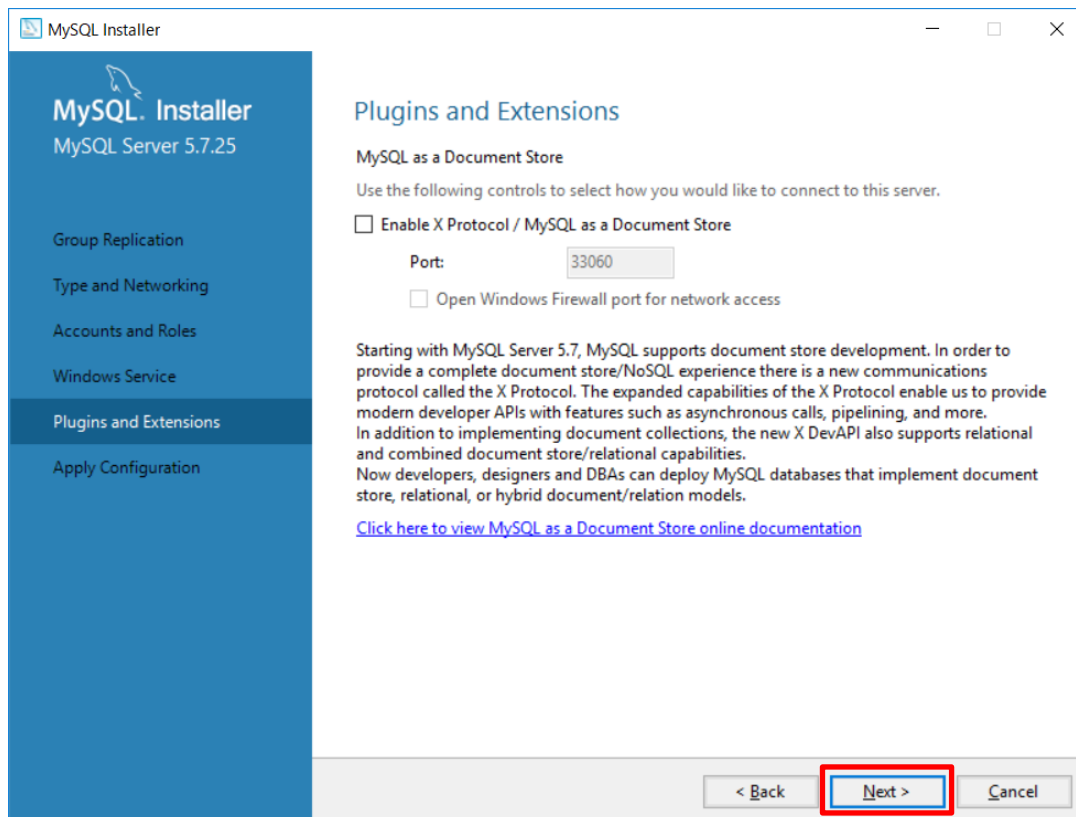 MySQL Installer
MySQL. Installer
MySQL Server 5.7.25
Group Replication
Type and Networking
Accounts and Roles
Windows Service
Plugins and Extensions
Apply Configuration
Plugins and Extensions
MySQL as a Document Store
Use the following controls to select how you would like to connect to this server.
Enable X Protocol / MySQL as a Document Store
Port: 33060
Open Windows Firewall port for network access
Starting with MySQL Server 5.7, MySQL supports document store development. In order to
provide a complete document store/NoSQL experience there is a new communications
protocol called the X Protocol. The expanded capabilities of the X Protocol enable us to provide
modern developer APIs with features such as asynchronous calls, pipelining, and more.
In addition to implementing document collections, the new X DevAPI also supports relational
and combined document store/relational capabilities.
Now developers, designers and DBAs can deploy MySQL databases that implement document
store, relational, or hybrid document/relation models.
Click here to view MySQL as a Document Store online documentation
< Back Next > Cancel